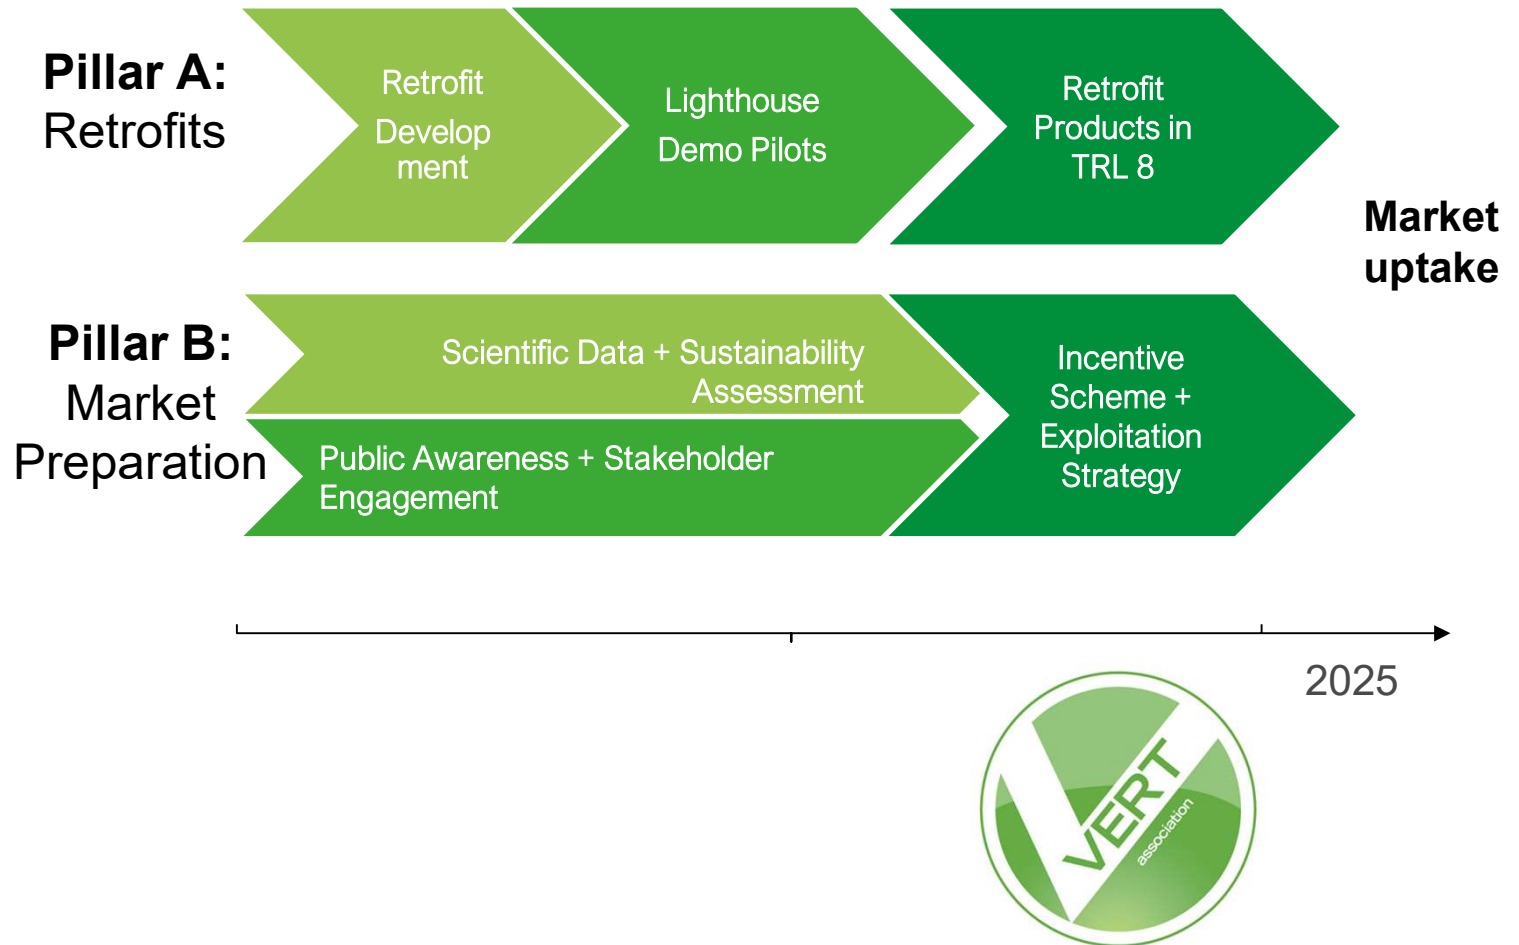 Pillar A:
Retrofits
Retrofit
Develop
ment
Lighthouse
Demo Pilots
Retrofit
Products in
TRL 8
Market
uptake
Pillar B:
Market
Preparation
Scientific Data + Sustainability
Assessment
Public Awareness + Stakeholder
Engagement
Incentive
Scheme +
Exploitation
Strategy
2025
VERT
association